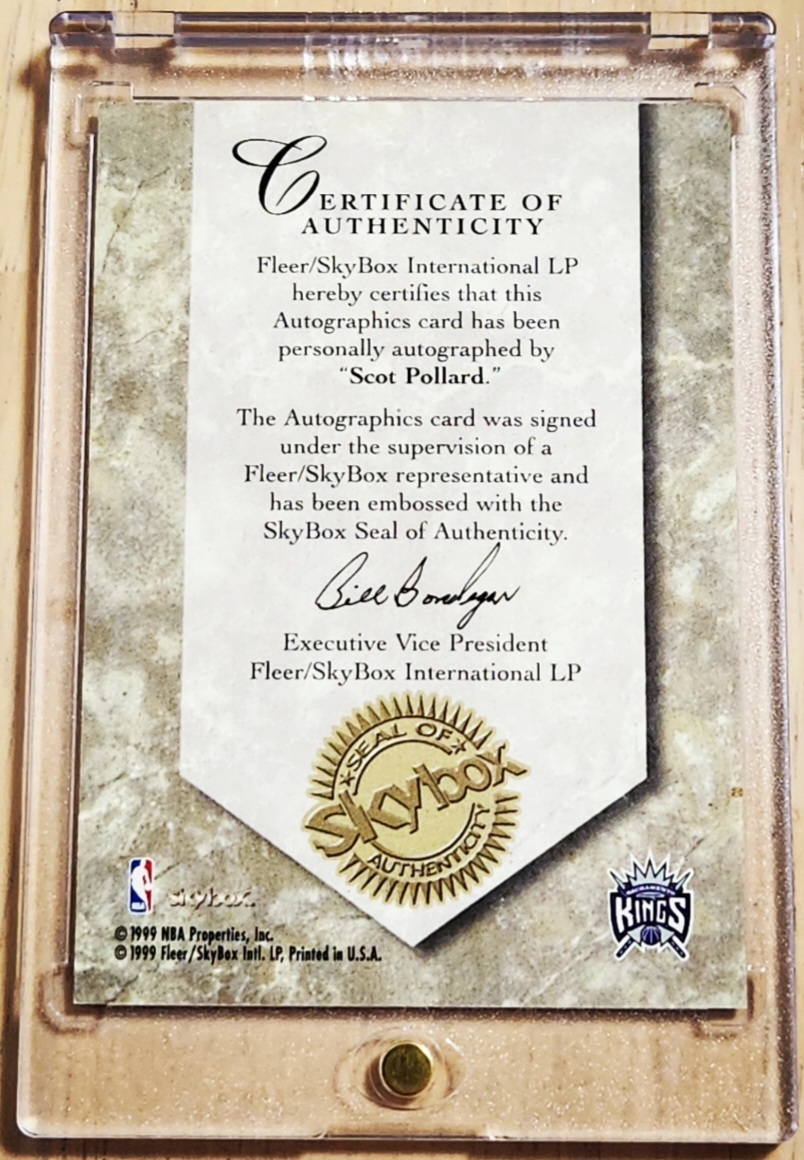 CERTIFICATE OF
AUTHENTICITY
Fleer/SkyBox International LP
hereby certifies that this
Autographics card has been
personally autographed by
“Scot Pollard.”
The Autographics card was signed
under the supervision of a
Fleer/SkyBox representative and
has been embossed with the
SkyBox Seal of Authenticity.
Executive Vice President
Fleer/SkyBox International LP
SEAL OF
Skybox
AUTHENTICITY
NBA
skybox.
SACRAMENTO
KINGS
© 1999 NBA Properties, Inc.
© 1999 Fleer/SkyBox Intl. LP, Printed in U.S.A.